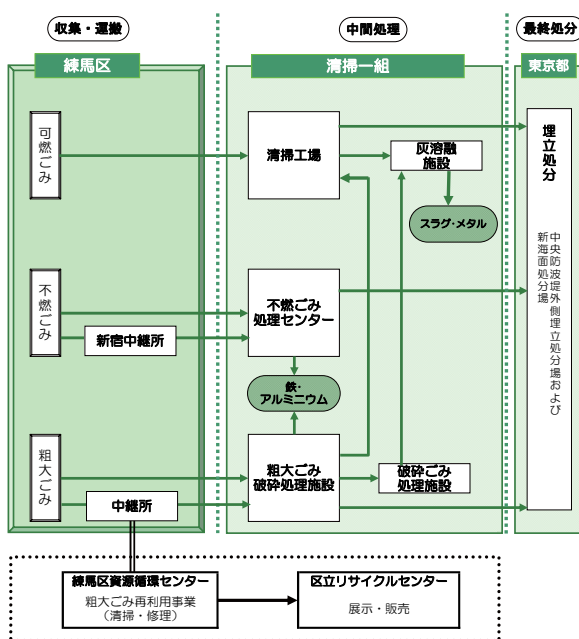 収集・運搬
中間処理
最終処分
練馬区
清掃一組
東京都
可燃ごみ
清掃工場
灰溶融
施設
スラグ・メタル
埋立処分
中央防波堤外側埋立処分場および
新海面処分場
不燃ごみ
新宿中継所
不燃ごみ
処理センター
鉄・
アルミニウム
粗大ごみ
中継所
粗大ごみ
破砕処理施設
破砕ごみ
処理施設
練馬区資源循環センター
粗大ごみ再利用事業
（清掃・修理）
区立リサイクルセンター
展示・販売